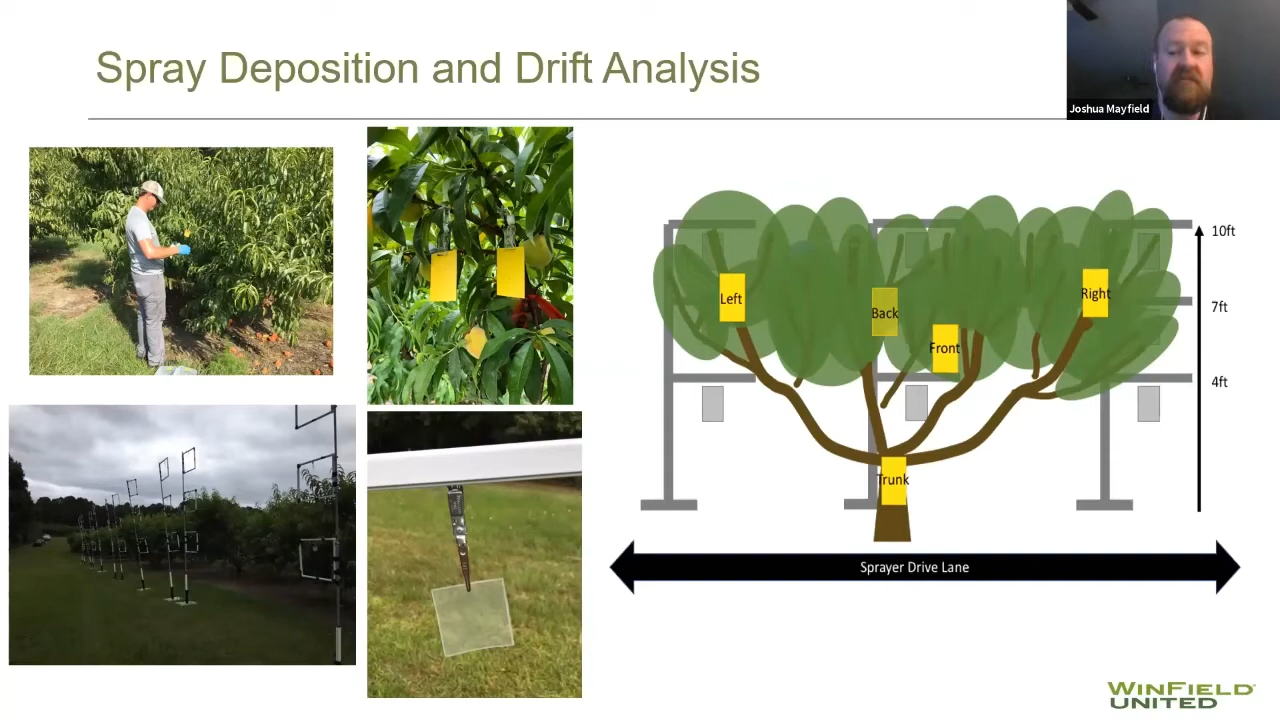 Spray Deposition and Drift Analysis
Joshua Mayfield
10ft
Left
Right
7ft
Back
Front
4ft
Trunk
Sprayer Drive Lane
WINFIELD®
UNITED